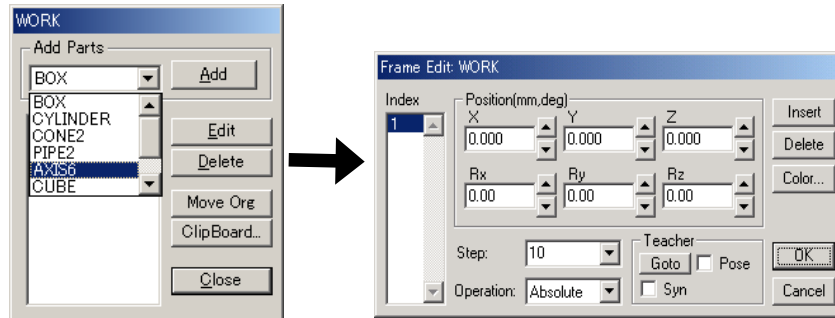 WORK
Add Parts
BOX
Add
BOX
CYLINDER
CONE2
PIPE2
AXIS6
CUBE
Edit
Delete
Move Org
ClipBoard...
Close
Frame Edit: WORK
Index
1
Position(mm,deg)
X Y Z
0.000 0.000 0.000
Rx Ry Rz
0.00 0.00 0.00
Step: 10
Operation: Absolute
Teacher
Goto Pose
Syn
Insert
Delete
Color...
OK
Cancel